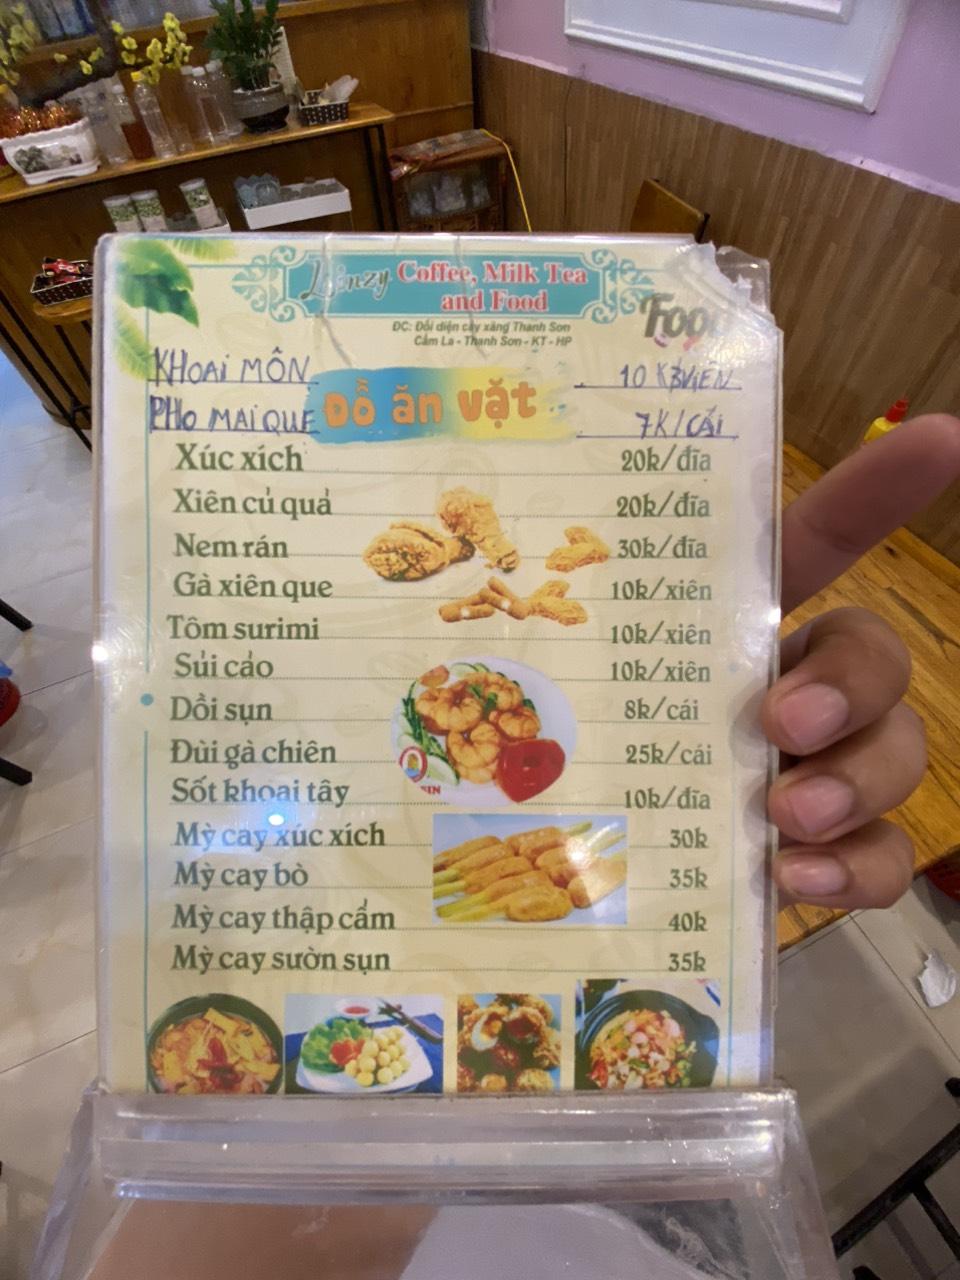 Linzy Coffee, Milk Tea
and Food
ĐC: Đối diện cây xăng Thanh Sơn
Cẩm La - Thanh Sơn - KT - HP
Foo
KHOAI MÔN 10K 3 VIÊN
PHO MAI QUE 7K/CÁI
Đồ ăn vặt
Xúc xích 20k/đĩa
Xiên củ quả 20k/đĩa
Nem rán 30k/đĩa
Gà xiên que 10k/xiên
Tôm surimi 10k/xiên
Sủi cảo 10k/xiên
Dồi sụn 8k/cái
Đùi gà chiên 25k/cái
Sốt khoai tây 10k/đĩa
Mỳ cay xúc xích 30k
Mỳ cay bò 35k
Mỳ cay thập cẩm 40k
Mỳ cay sườn sụn 35k